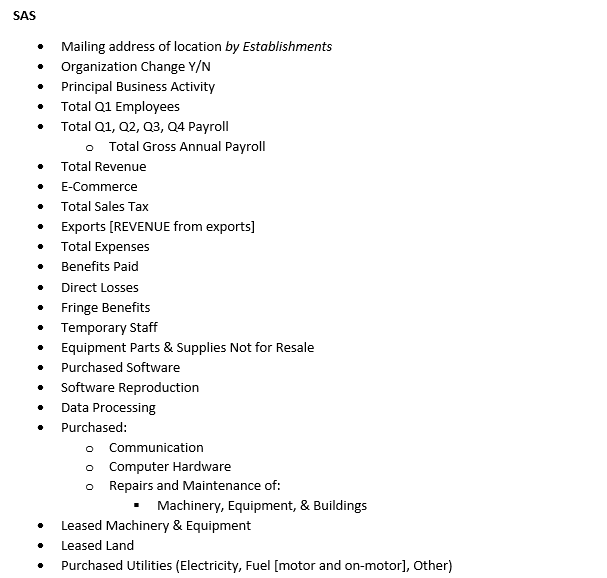 SAS
Mailing address of location by Establishments
Organization Change Y/N
Principal Business Activity
Total Q1 Employees
Total Q1, Q2, Q3, Q4 Payroll
Total Gross Annual Payroll
Total Revenue
E-Commerce
Total Sales Tax
Exports [REVENUE from exports]
Total Expenses
Benefits Paid
Direct Losses
Fringe Benefits
Temporary Staff
Equipment Parts & Supplies Not for Resale
Purchased Software
Software Reproduction
Data Processing
Purchased:
Communication
Computer Hardware
Repairs and Maintenance of:
Machinery, Equipment, & Buildings
Leased Machinery & Equipment
Leased Land
Purchased Utilities (Electricity, Fuel [motor and on-motor], Other)